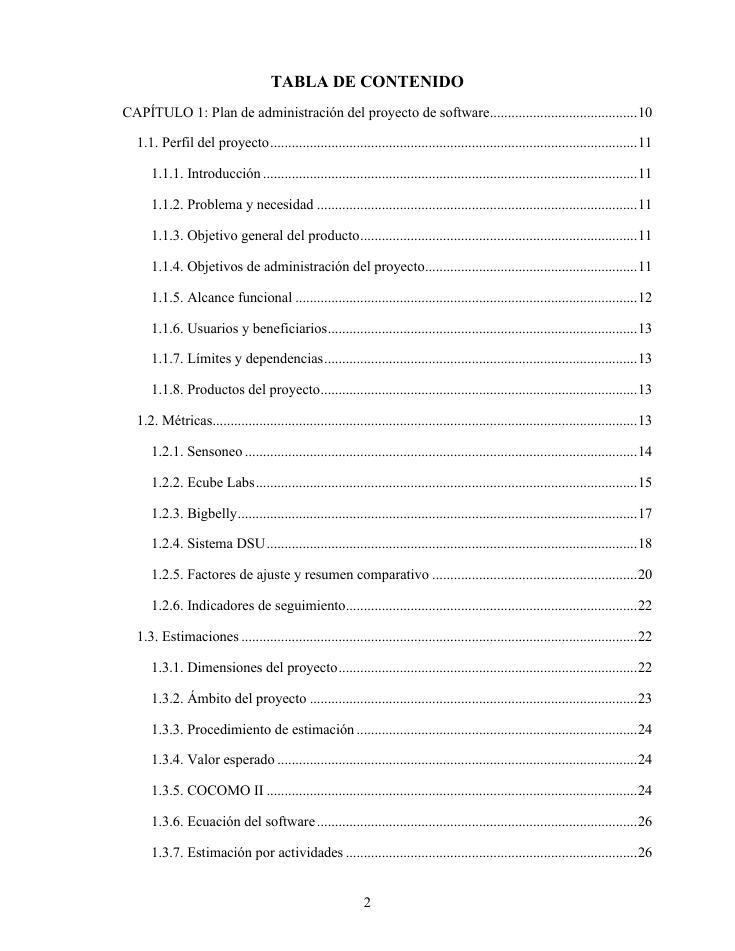 TABLA DE CONTENIDO
CAPÍTULO 1: Plan de administración del proyecto de software.........................................10
1.1. Perfil del proyecto.....................................................................................................11
1.1.1. Introducción ........................................................................................................11
1.1.2. Problema y necesidad .........................................................................................11
1.1.3. Objetivo general del producto.............................................................................11
1.1.4. Objetivos de administración del proyecto...........................................................11
1.1.5. Alcance funcional ...............................................................................................12
1.1.6. Usuarios y beneficiarios......................................................................................13
1.1.7. Límites y dependencias.......................................................................................13
1.1.8. Productos del proyecto........................................................................................13
1.2. Métricas.....................................................................................................................13
1.2.1. Sensoneo .............................................................................................................14
1.2.2. Ecube Labs..........................................................................................................15
1.2.3. Bigbelly...............................................................................................................17
1.2.4. Sistema DSU.......................................................................................................18
1.2.5. Factores de ajuste y resumen comparativo .........................................................20
1.2.6. Indicadores de seguimiento.................................................................................22
1.3. Estimaciones .............................................................................................................22
1.3.1. Dimensiones del proyecto...................................................................................22
1.3.2. Ámbito del proyecto ...........................................................................................23
1.3.3. Procedimiento de estimación ..............................................................................24
1.3.4. Valor esperado ....................................................................................................24
1.3.5. COCOMO II .......................................................................................................24
1.3.6. Ecuación del software.........................................................................................26
1.3.7. Estimación por actividades .................................................................................26
2